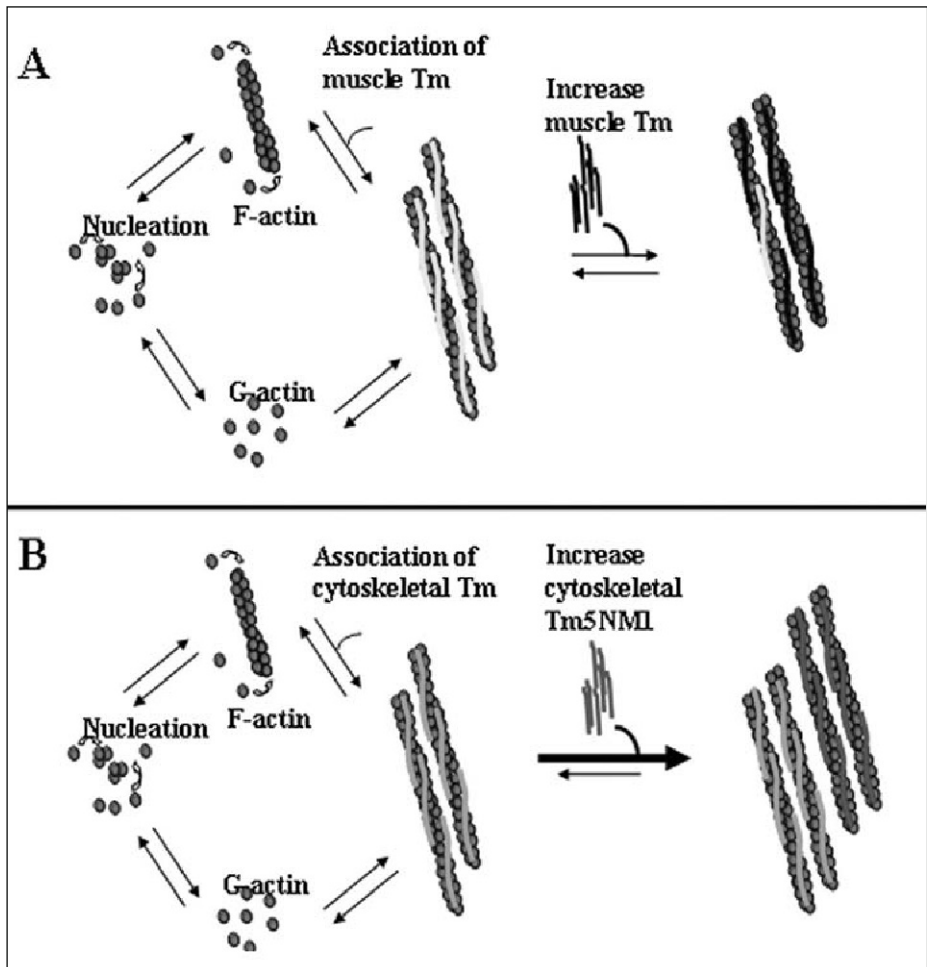 A
Association of
muscle Tm
Increase
muscle Tm
F-actin
Nucleation
G-actin
B
Association of
cytoskeletal Tm
Increase
cytoskeletal
Tm5NM1
F-actin
Nucleation
G-actin